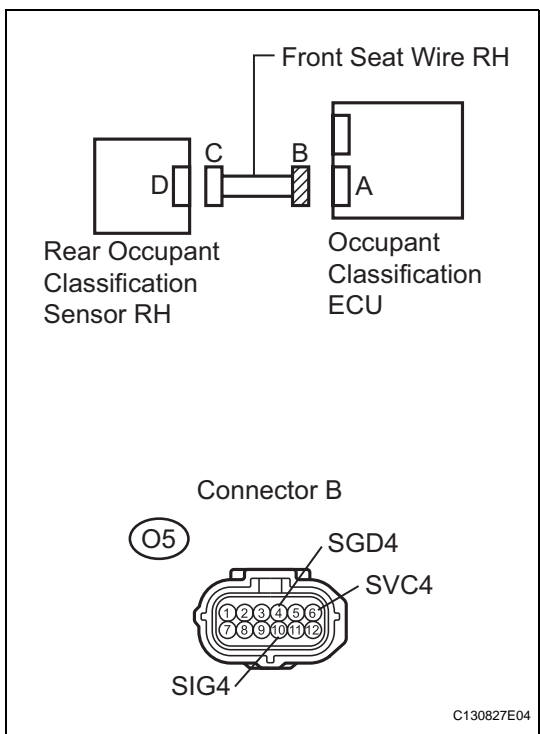 Front Seat Wire RH
C
B
D
A
Rear Occupant
Classification
Sensor RH
Occupant
Classification
ECU
Connector B
O5
SGD4
SVC4
1 2 3 4 5 6
7 8 9 10 11 12
SIG4
C130827E04